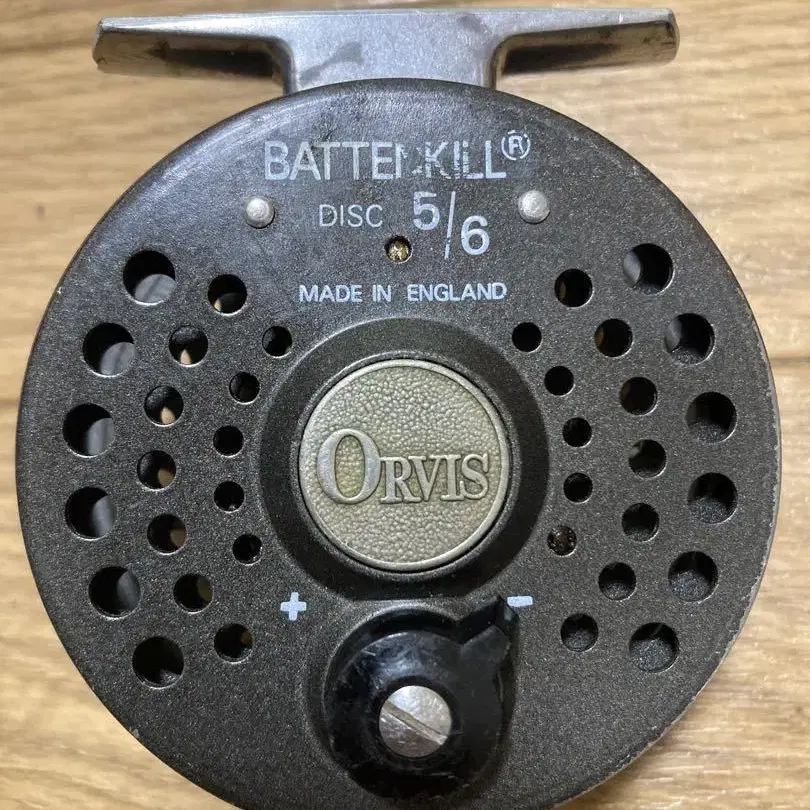 BATTENKILL®
DISC 5/6
MADE IN ENGLAND
ORVIS
+ -